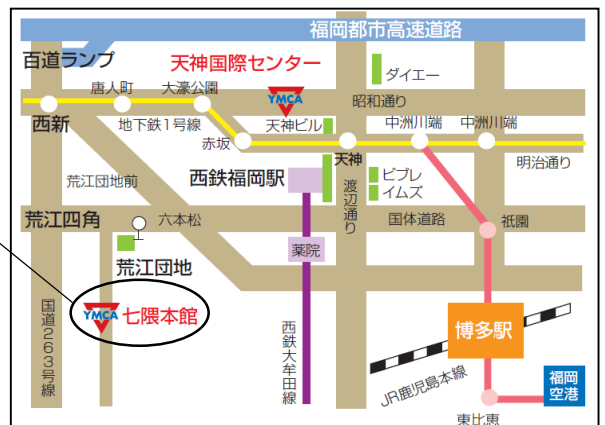 福岡都市高速道路
百道ランプ
天神国際センター
ダイエー
唐人町
大濠公園
YMCA
昭和通り
西新
地下鉄1号線
天神ビル
中洲川端
中洲川端
赤坂
天神
明治通り
荒江団地前
西鉄福岡駅
ビブレ
イムズ
渡辺通り
荒江四角
六本松
国体道路
祇園
薬院
荒江団地
YMCA 七隈本館
国道263号線
西鉄大牟田線
博多駅
JR鹿児島本線
福岡
空港
東比恵